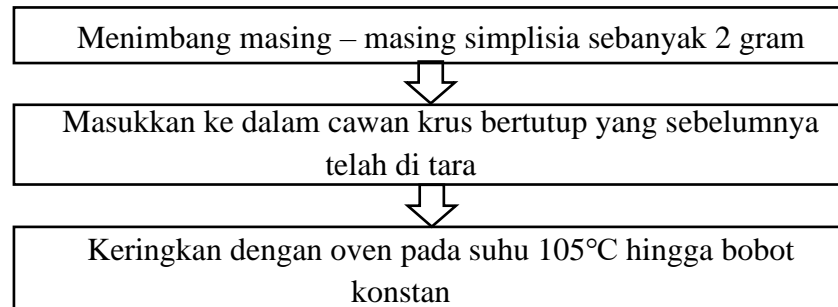 Menimbang masing – masing simplisia sebanyak 2 gram
Masukkan ke dalam cawan krus bertutup yang sebelumnya
telah di tara
Keringkan dengan oven pada suhu 105°C hingga bobot
konstan